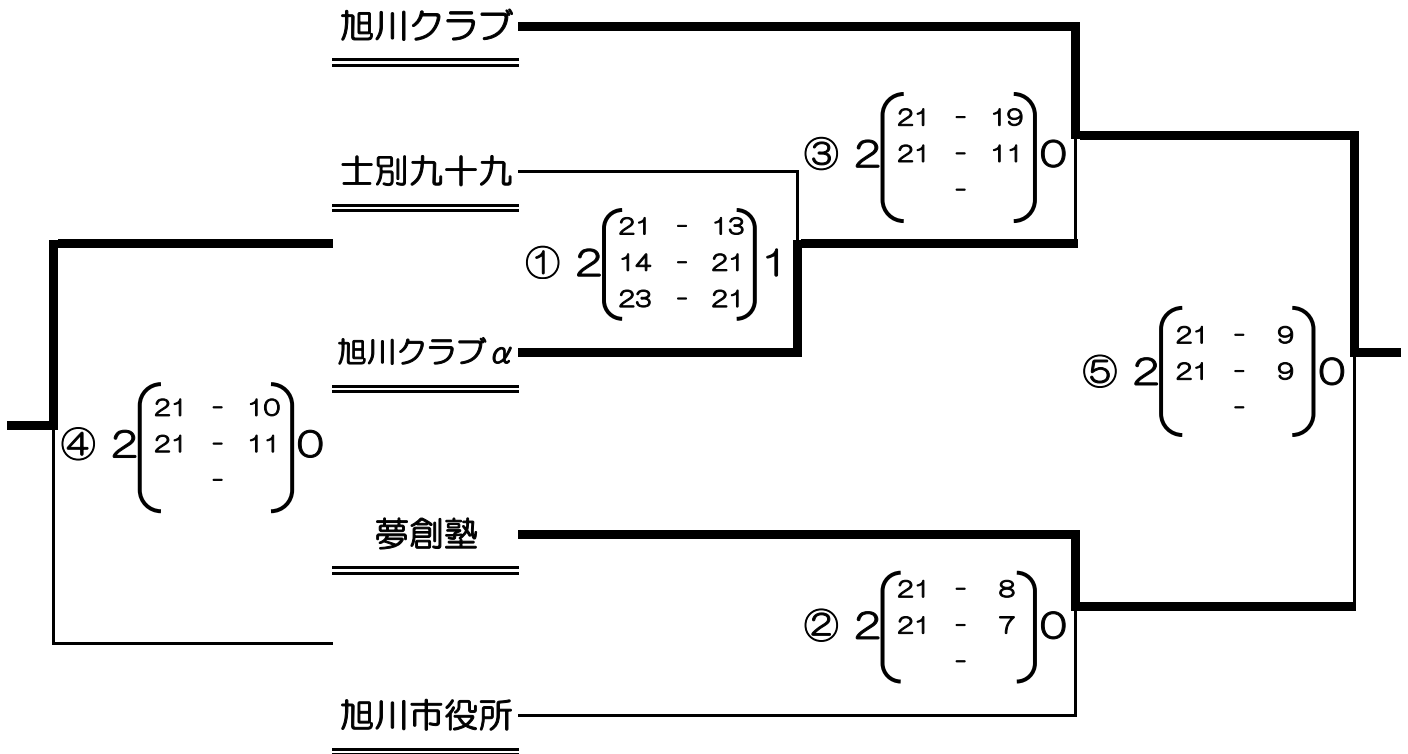 旭川クラブ
士別九十九
旭川クラブα
夢創塾
旭川市役所
① 2 ( 21 - 13
14 - 21
23 - 21 ) 1
② 2 ( 21 - 8
21 - 7
- ) 0
③ 2 ( 21 - 19
21 - 11
- ) 0
④ 2 ( 21 - 10
21 - 11
- ) 0
⑤ 2 ( 21 - 9
21 - 9
- ) 0